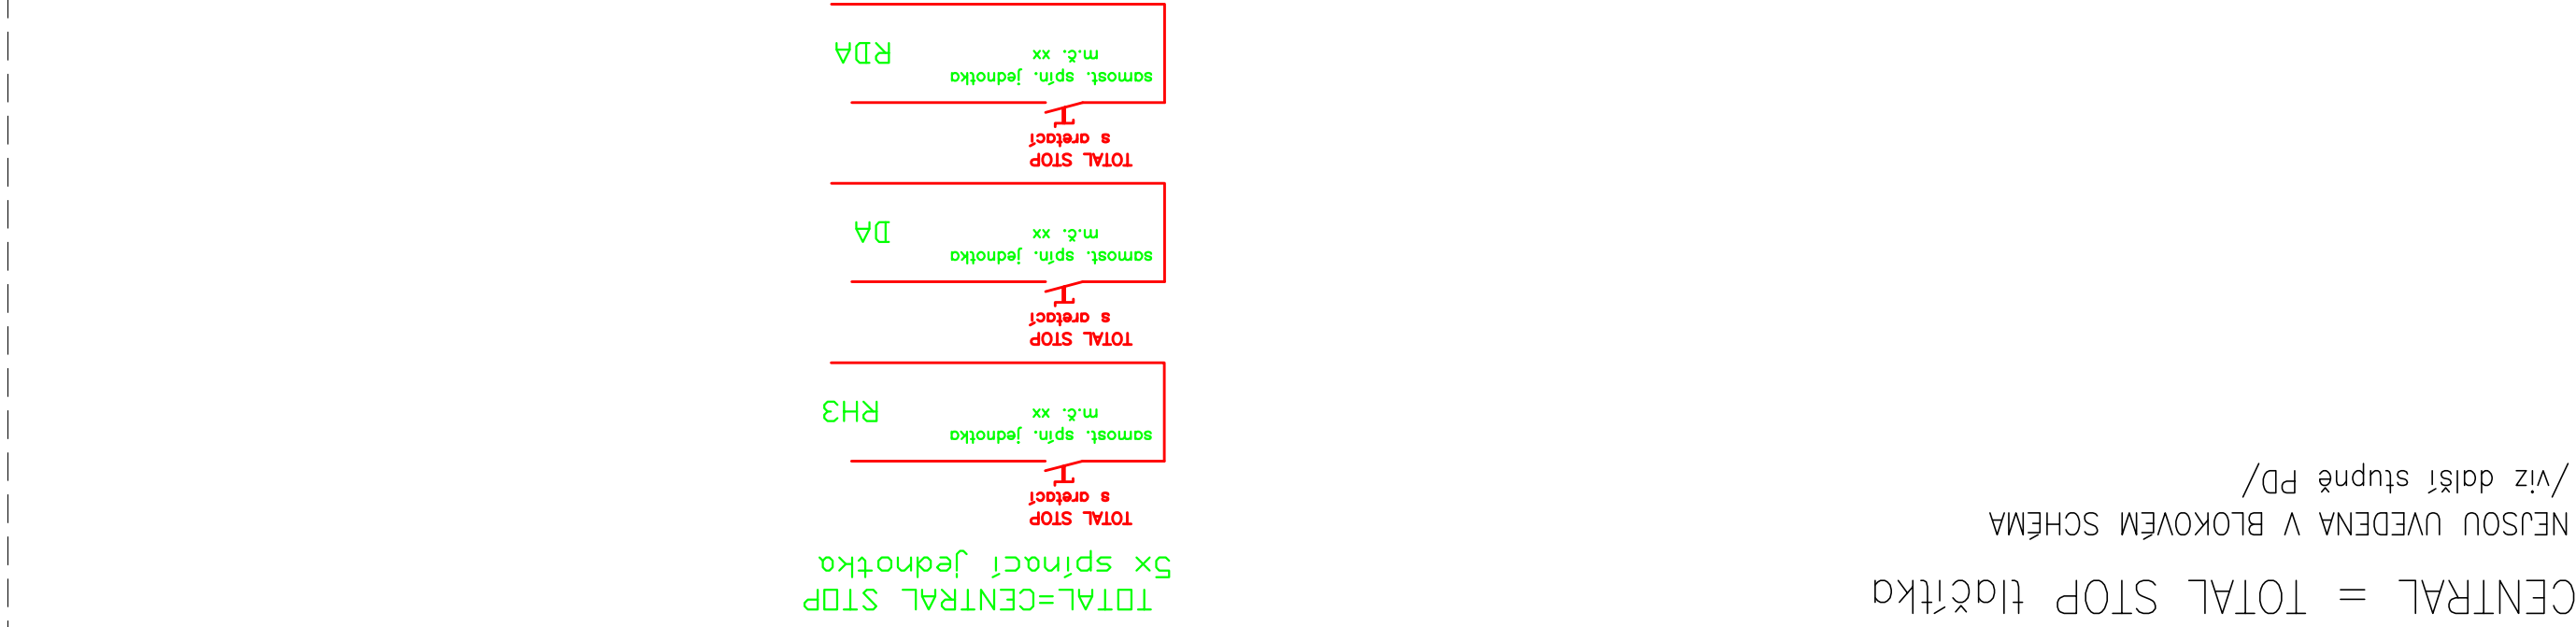 CENTRAL = TOTAL STOP tlačítka
NEJSOU UVEDENA V BLOKOVÉM SCHÉMA
/viz další stupně PD/
TOTAL=CENTRAL STOP
5x spínací jednotka
TOTAL STOP
s aretací
samost. spín. jednotka
m.č. xx
RH3
TOTAL STOP
s aretací
samost. spín. jednotka
m.č. xx
DA
TOTAL STOP
s aretací
samost. spín. jednotka
m.č. xx
RDA